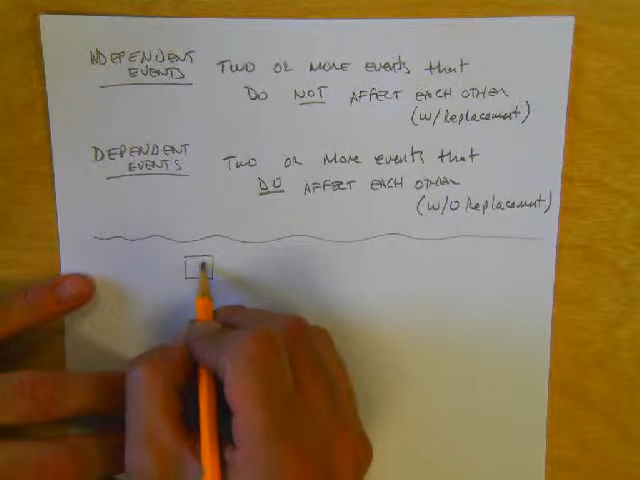 INDEPENDENT TWO OR MORE EVENTS that
EVENTS DO NOT AFFECT EACH OTHER
(W/Replacement)
DEPENDENT TWO OR MORE EVENTS THAT
EVENTS DO AFFECT EACH OTHER
(W/O Replacement)